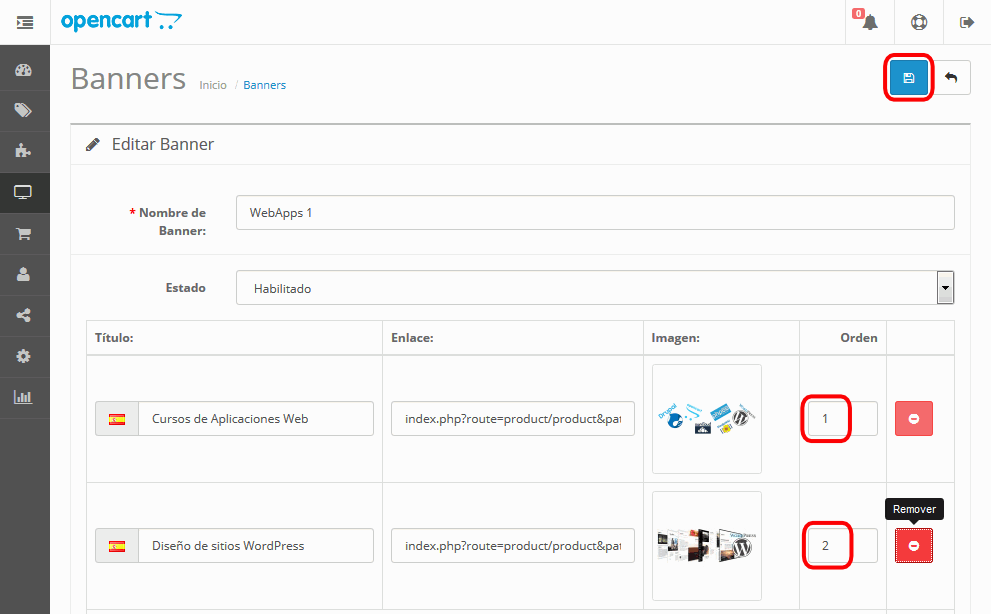 opencart
0
Banners
Inicio / Banners
Editar Banner
* Nombre de
Banner:
WebApps 1
Estado
Habilitado
Título:
Enlace:
Imagen:
Orden
Cursos de Aplicaciones Web
index.php?route=product/product&pat
Drupal
1
Remover
Diseño de sitios WordPress
index.php?route=product/product&pat
2